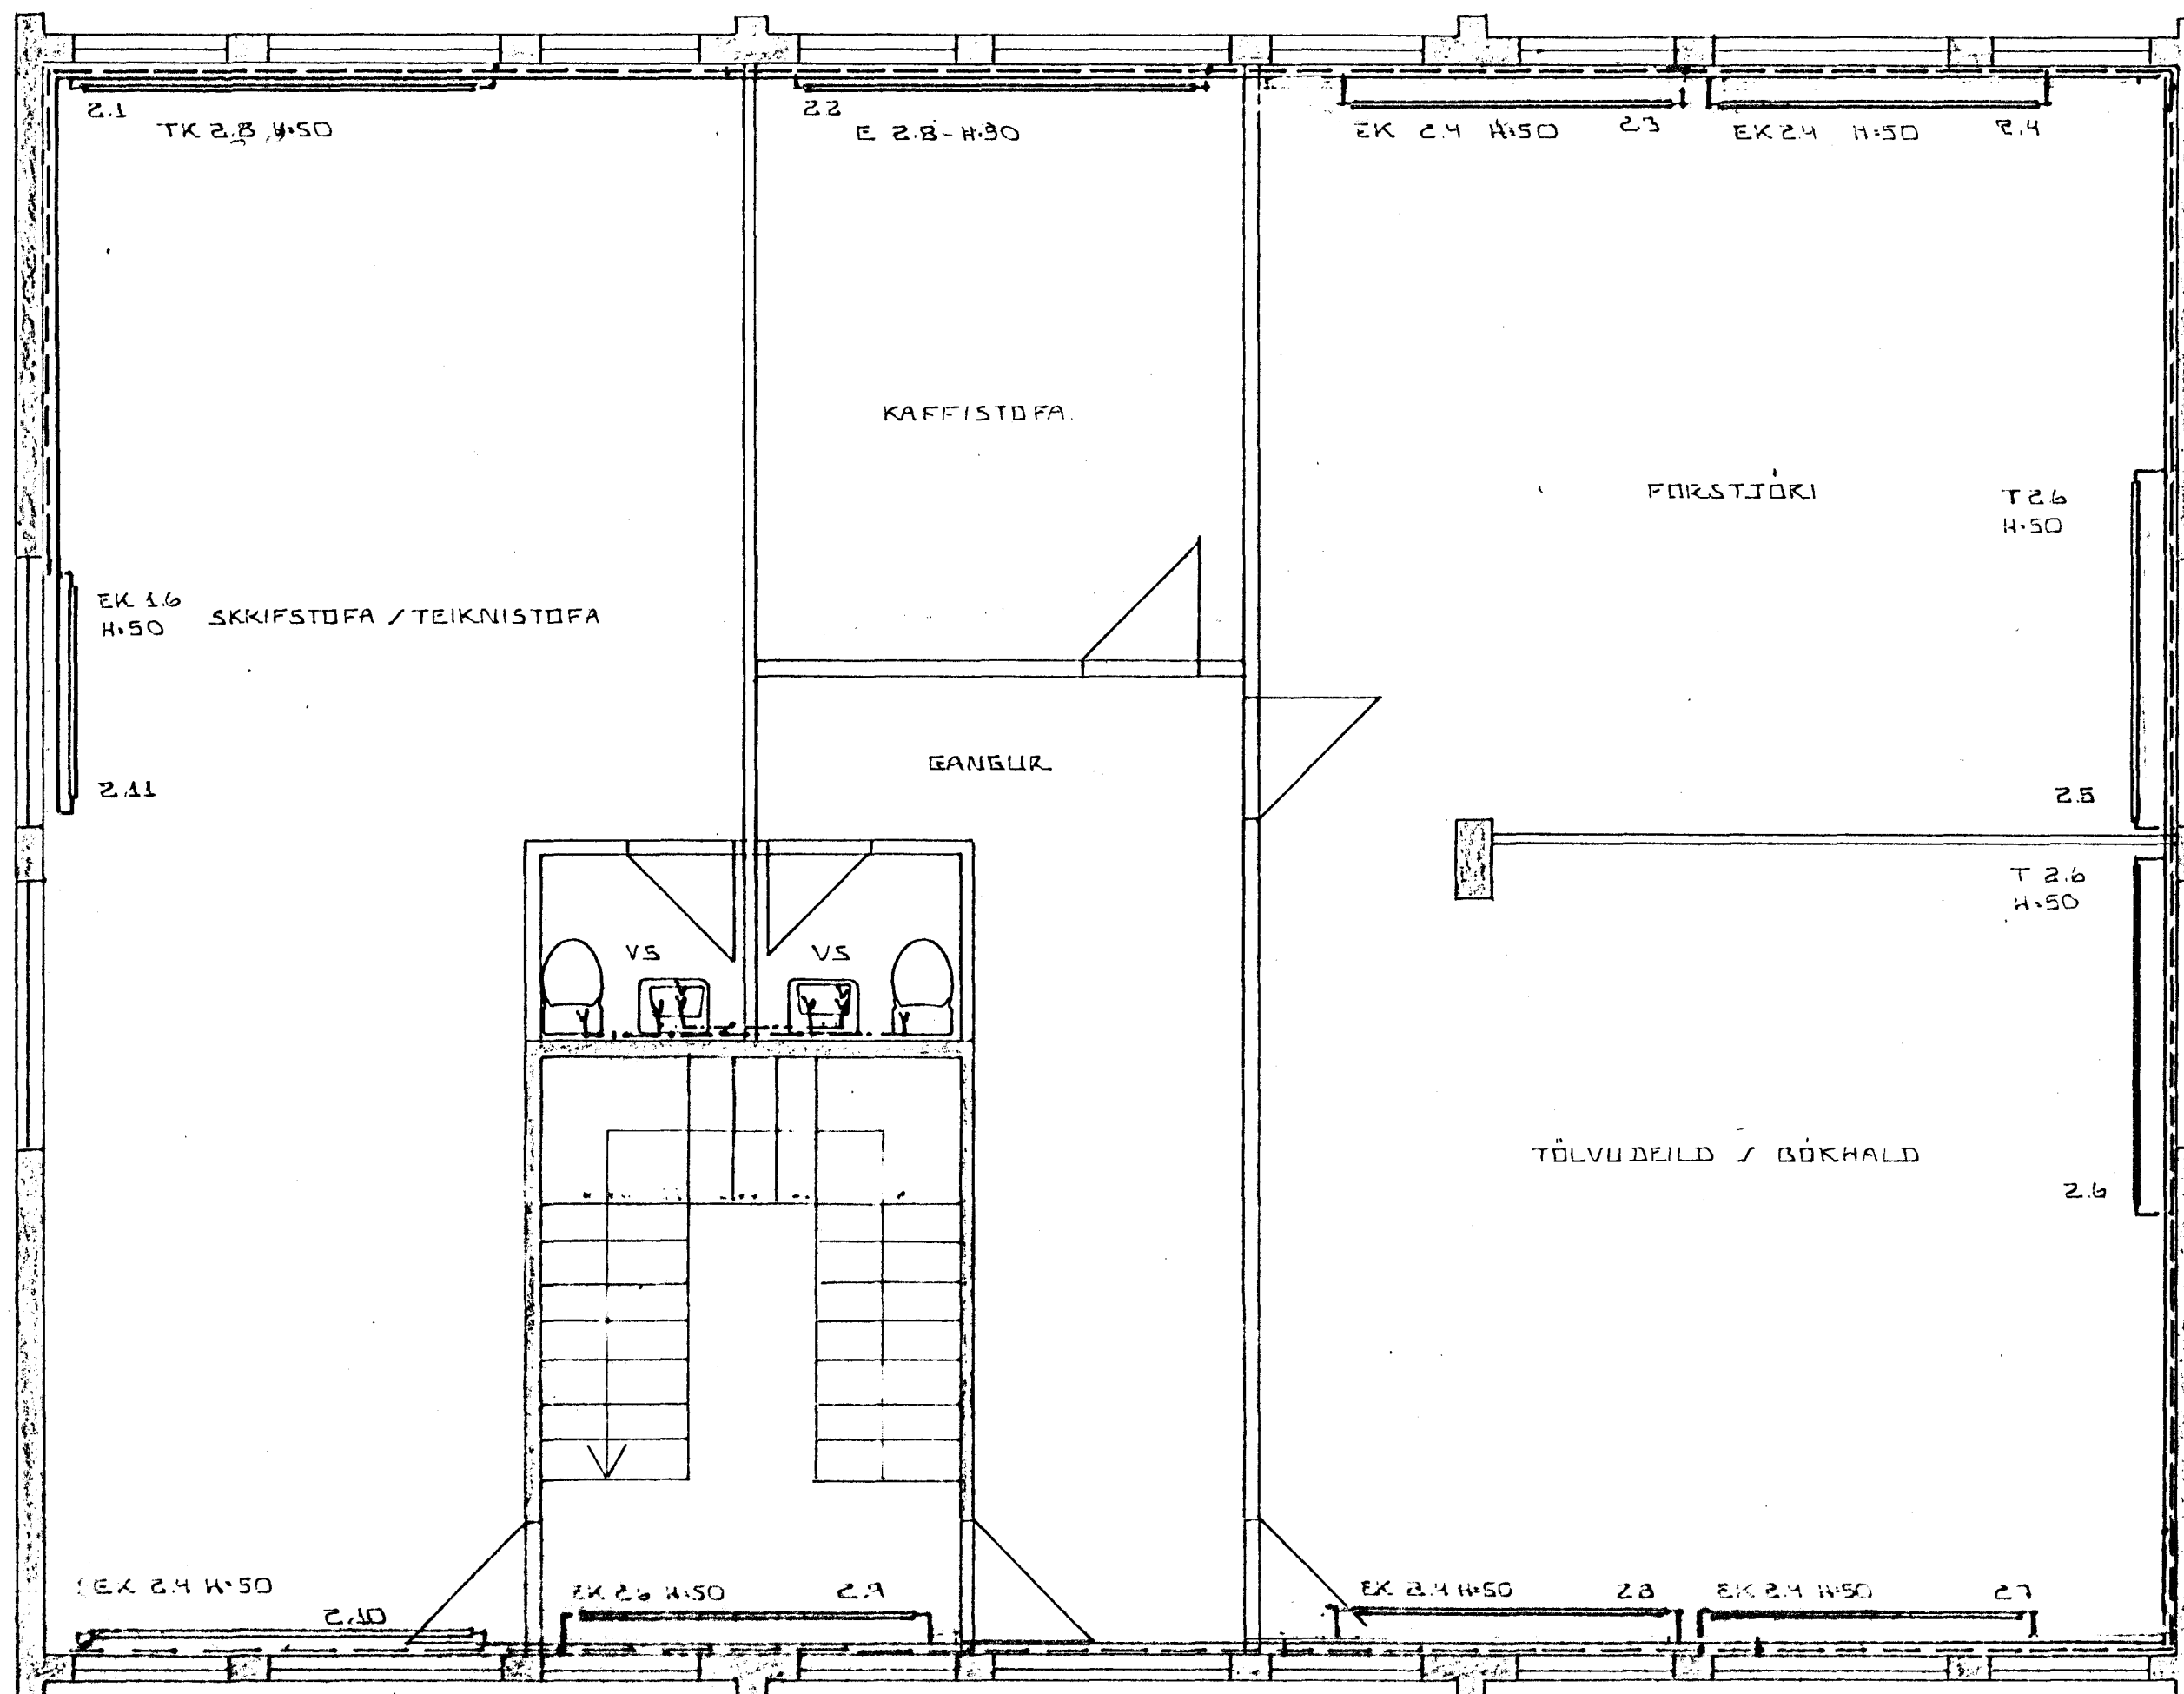 2.1
TK 2.8 H=50
2.2
E 2.8 - H.90
EK 2.4 H=50 2.3
EK 2.4 H=50 2.4
KAFFISTOFA
FORSTJÓRI
T 2.6
H=50
EK 1.6
H=50
SKRIFSTOFA / TEIKNISTOFA
2.11
GANGUR
2.5
T 2.6
H=50
VS
VS
TÖLVUDEILD / BÓKHALD
2.6
EK 2.4 H=50
2.10
EK 2.6 H=50 2.9
EK 2.4 H=50 2.8
EK 2.4 H=50 2.7